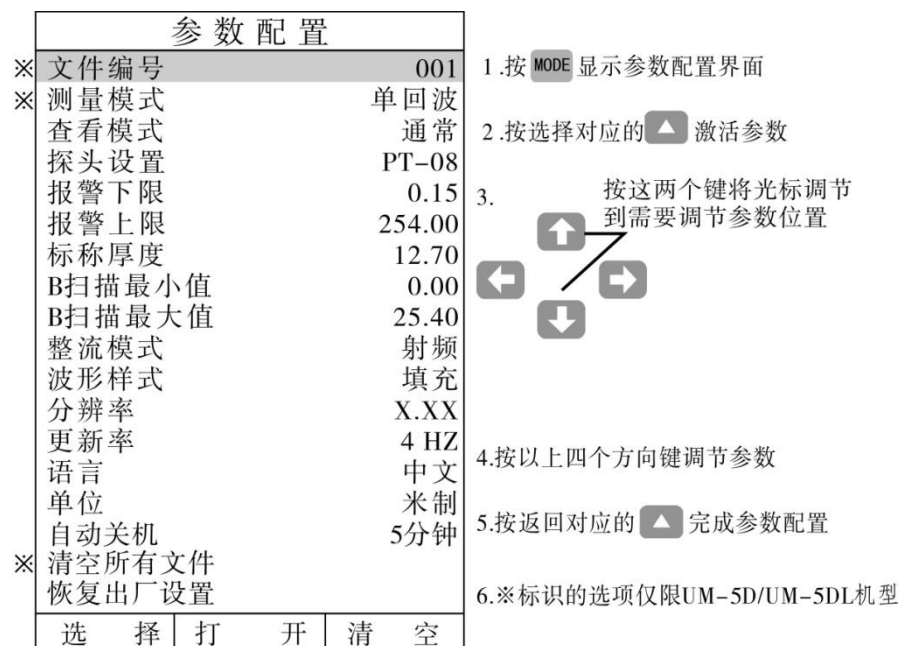 参数配置
※ 文件编号 001
※ 测量模式 单回波
查看模式 通常
探头设置 PT-08
报警下限 0.15
报警上限 254.00
标称厚度 12.70
B扫描最小值 0.00
B扫描最大值 25.40
整流模式 射频
波形样式 填充
分辨率 X.XX
更新率 4 HZ
语言 中文
单位 米制
自动关机 5分钟
※ 清空所有文件
恢复出厂设置
选择 打开 清空
1.按 MODE 显示参数配置界面
2.按选择对应的 激活参数
3. 按这两个键将光标调节
到需要调节参数位置
4.按以上四个方向键调节参数
5.按返回对应的 完成参数配置
6.※标识的选项仅限UM-5D/UM-5DL机型